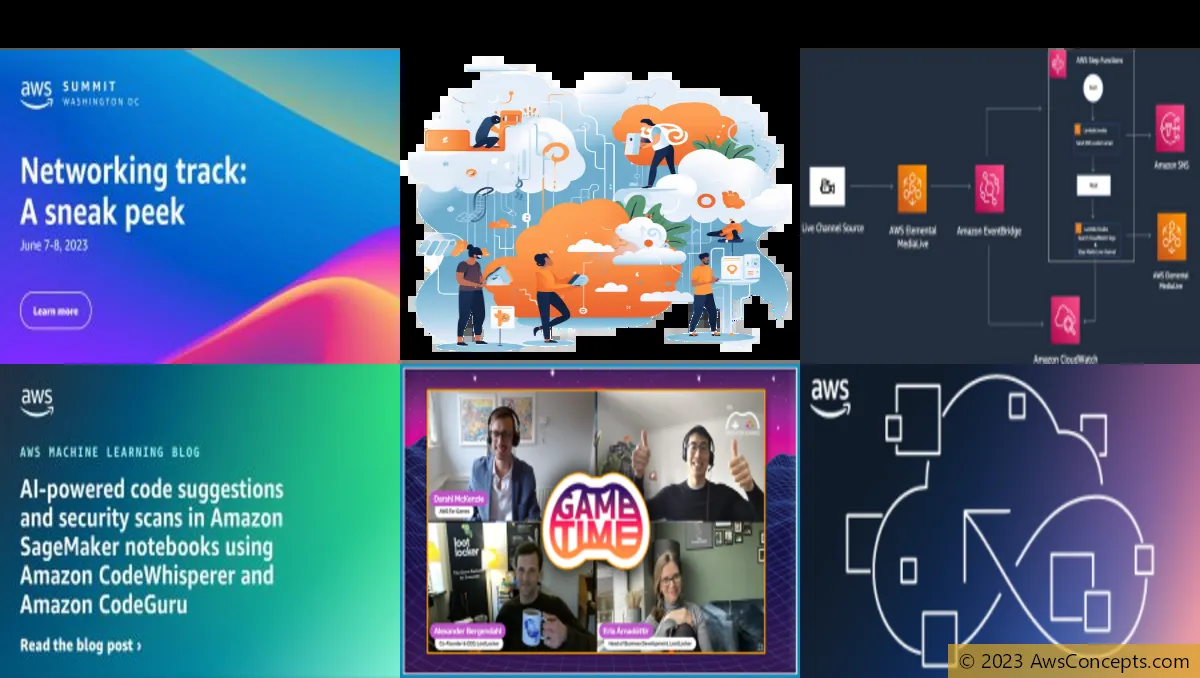 aws SUMMIT
WASHINGTON DC
Networking track:
A sneak peek
June 7-8, 2023
Learn more
AWS Step Functions
Live Channel Source
AWS Elemental
MediaLive
Amazon EventBridge
Amazon SNS
AWS Elemental
MediaLive
Amazon CloudWatch
aws
AWS MACHINE LEARNING BLOG
AI-powered code suggestions
and security scans in Amazon
SageMaker notebooks using
Amazon CodeWhisperer and
Amazon CodeGuru
Read the blog post ›
GAME
TIME
McKenzie
AWS for Games
loot
locker
Alexander Bergendahl
Co-Founder & CEO, LootLocker
Erla Arnadóttir
Head of Business Development, LootLocker
aws
© 2023 AwsConcepts.com